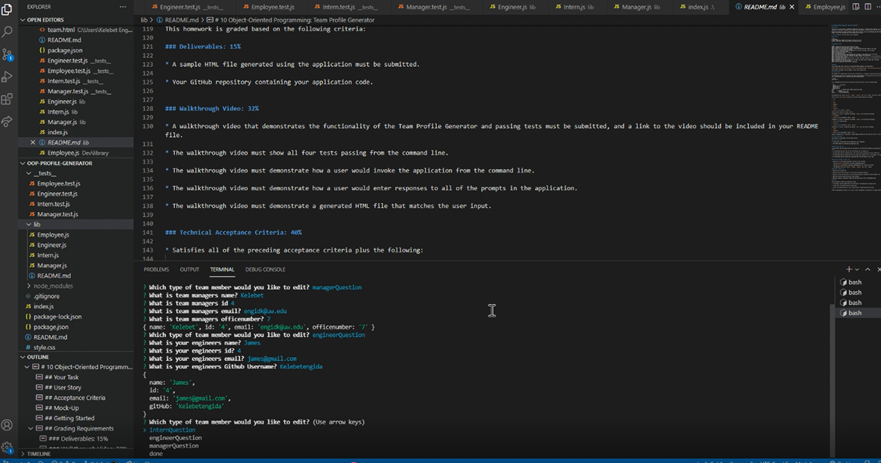 EXPLORER
OPEN EDITORS
team.html
README.md
package.json
Engineer.test.js __tests__
Employee.test.js __tests__
Intern.test.js __tests__
Manager.test.js __tests__
Engineer.js lib
Intern.js lib
Manager.js lib
index.js
README.md lib
Employee.js Dev\library
OOP-PROFILE-GENERATOR
__tests__
Employee.test.js
Engineer.test.js
Intern.test.js
Manager.test.js
lib
Employee.js
Engineer.js
Intern.js
Manager.js
README.md
node_modules
.gitignore
index.js
package-lock.json
package.json
README.md
style.css
OUTLINE
# 10 Object-Oriented Programm...
## Your Task
## User Story
## Acceptance Criteria
## Mock-Up
## Getting Started
## Grading Requirements
### Deliverables: 15%
TIMELINE
Engineer.test.js __tests__
Employee.test.js
Intern.test.js __tests__
Manager.test.js __tests__
Engineer.js
Intern.js
Manager.js
index.js
README.md lib
Employee.js
lib > README.md > # 10 Object-Oriented Programming: Team Profile Generator
119 This homework is graded based on the following criteria:
120
121 ### Deliverables: 15%
122
123 * A sample HTML file generated using the application must be submitted.
124
125 * Your GitHub repository containing your application code.
126
127
128 ### Walkthrough Video: 32%
129
130 * A walkthrough video that demonstrates the functionality of the Team Profile Generator and passing tests must be submitted, and a link to the video should be included in your README
file.
131
132 * The walkthrough video must show all four tests passing from the command line.
133
134 * The walkthrough video must demonstrate how a user would invoke the application from the command line.
135
136 * The walkthrough video must demonstrate how a user would enter responses to all of the prompts in the application.
137
138 * The walkthrough video must demonstrate a generated HTML file that matches the user input.
139
140
141 ### Technical Acceptance Criteria: 40%
142
143 * Satisfies all of the preceding acceptance criteria plus the following:
144
PROBLEMS OUTPUT TERMINAL DEBUG CONSOLE
? Which type of team member would you like to edit? managerQuestion
? What is team managers name? Kelebet
? What is team managers id 4
? What is team managers email? engidk@uw.edu
? What is team managers officenumber? 7
{ name: 'Kelebet', id: '4', email: 'engidk@uw.edu', officenumber: '7' }
? Which type of team member would you like to edit? engineerQuestion
? What is your engineers name? James
? What is your engineers id? 4
? What is your engineers email? james@gmail.com
? What is your engineers Github Username? Kelebetengida
{
name: 'James',
id: '4',
email: 'james@gmail.com',
gitHub: 'Kelebetengida'
}
? Which type of team member would you like to edit? (Use arrow keys)
> InternQuestion
engineerQuestion
managerQuestion
done
bash
bash
bash
bash